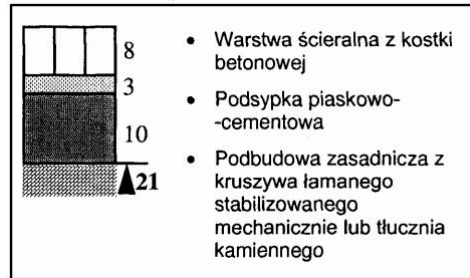 8
3
10
21
• Warstwa ścieralna z kostki
betonowej
• Podsypka piaskowo-
-cementowa
• Podbudowa zasadnicza z
kruszywa łamanego
stabilizowanego
mechanicznie lub tłucznia
kamiennego